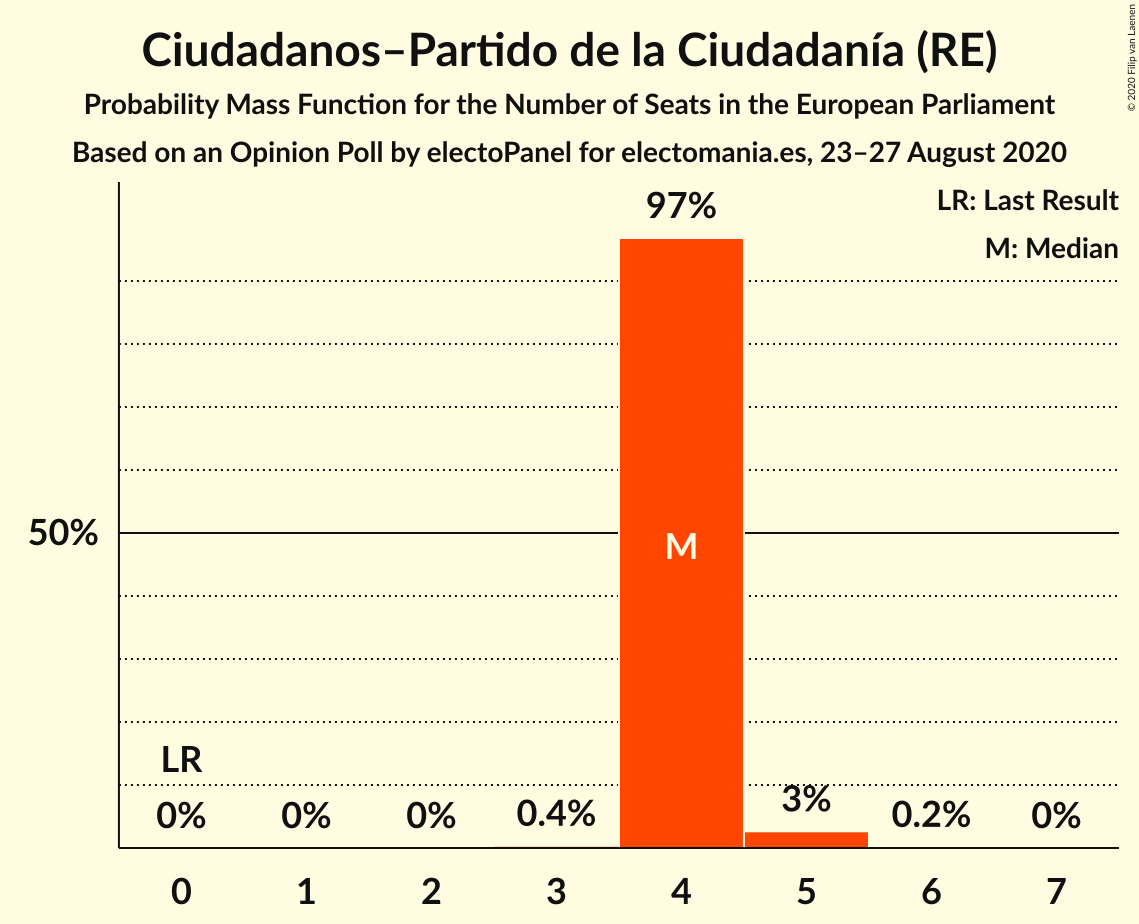 Ciudadanos–Partido de la Ciudadanía (RE)
Probability Mass Function for the Number of Seats in the European Parliament
Based on an Opinion Poll by electoPanel for electomania.es, 23–27 August 2020
© 2020 Filip van Laenen
LR: Last Result
M: Median
97%
50%
M
LR
0%
0%
0%
0.4%
3%
0.2%
0%
0
1
2
3
4
5
6
7